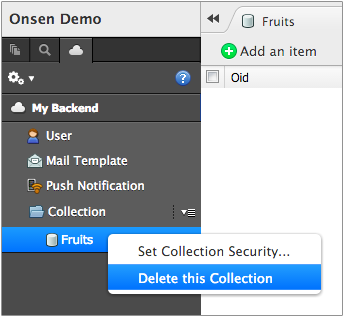 Onsen Demo
Fruits
Add an item
Oid
My Backend
User
Mail Template
Push Notification
Collection
Fruits
Set Collection Security...
Delete this Collection